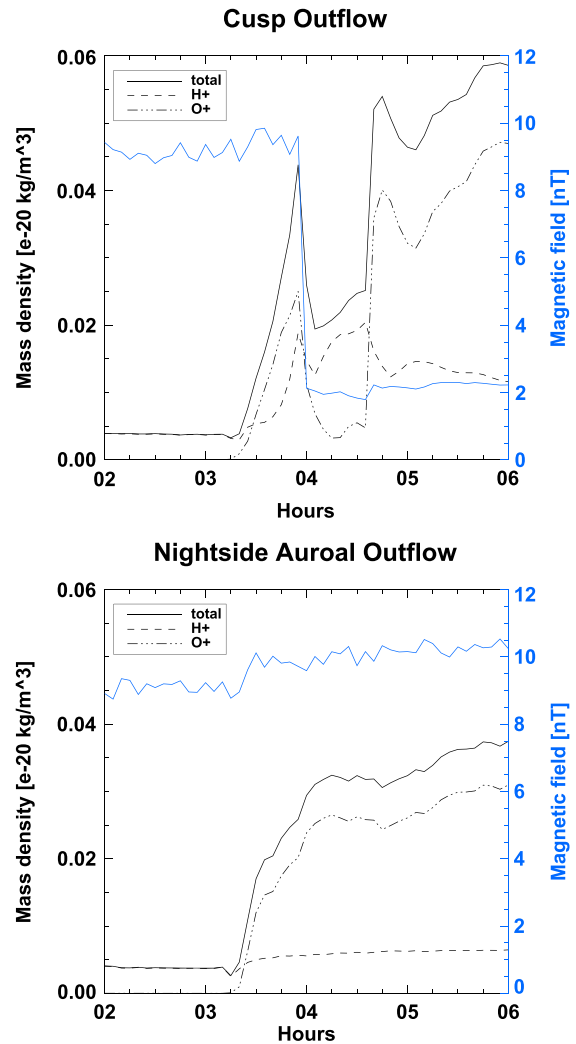 Cusp Outflow
0.06
0.04
0.02
0.00
Mass density [e-20 kg/m^3]
total
H+
O+
12
10
8
6
4
2
0
Magnetic field [nT]
02
03
04
05
06
Hours
Nightside Auroal Outflow
0.06
0.04
0.02
0.00
Mass density [e-20 kg/m^3]
total
H+
O+
12
10
8
6
4
2
0
Magnetic field [nT]
02
03
04
05
06
Hours